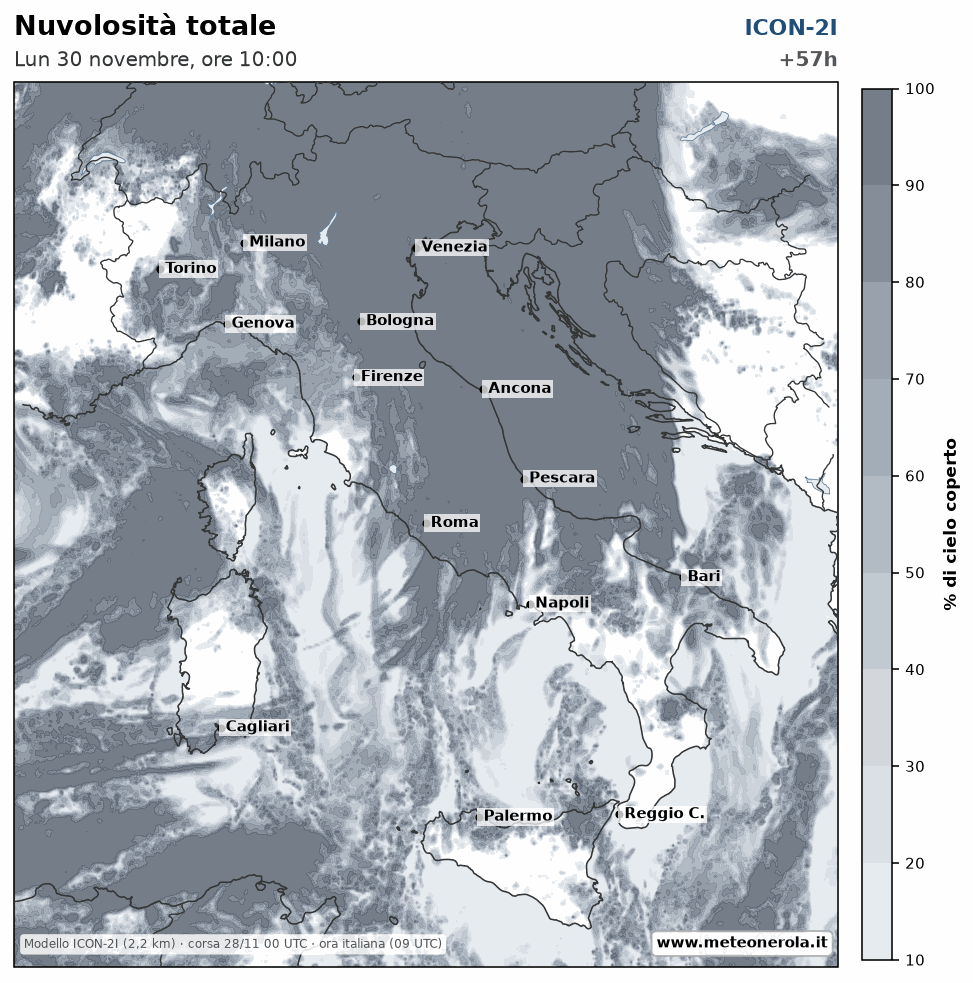 Nuvolosità totale
ICON-2I
Lun 30 novembre, ore 10:00
+57h
100
90
80
70
60
50
40
30
20
10
% di cielo coperto
Milano
Venezia
Torino
Genova
Bologna
Firenze
Ancona
Pescara
Roma
Bari
Napoli
Cagliari
Palermo
Reggio C.
Modello ICON-2I (2,2 km) · corsa 28/11 00 UTC · ora italiana (09 UTC)
www.meteonerola.it